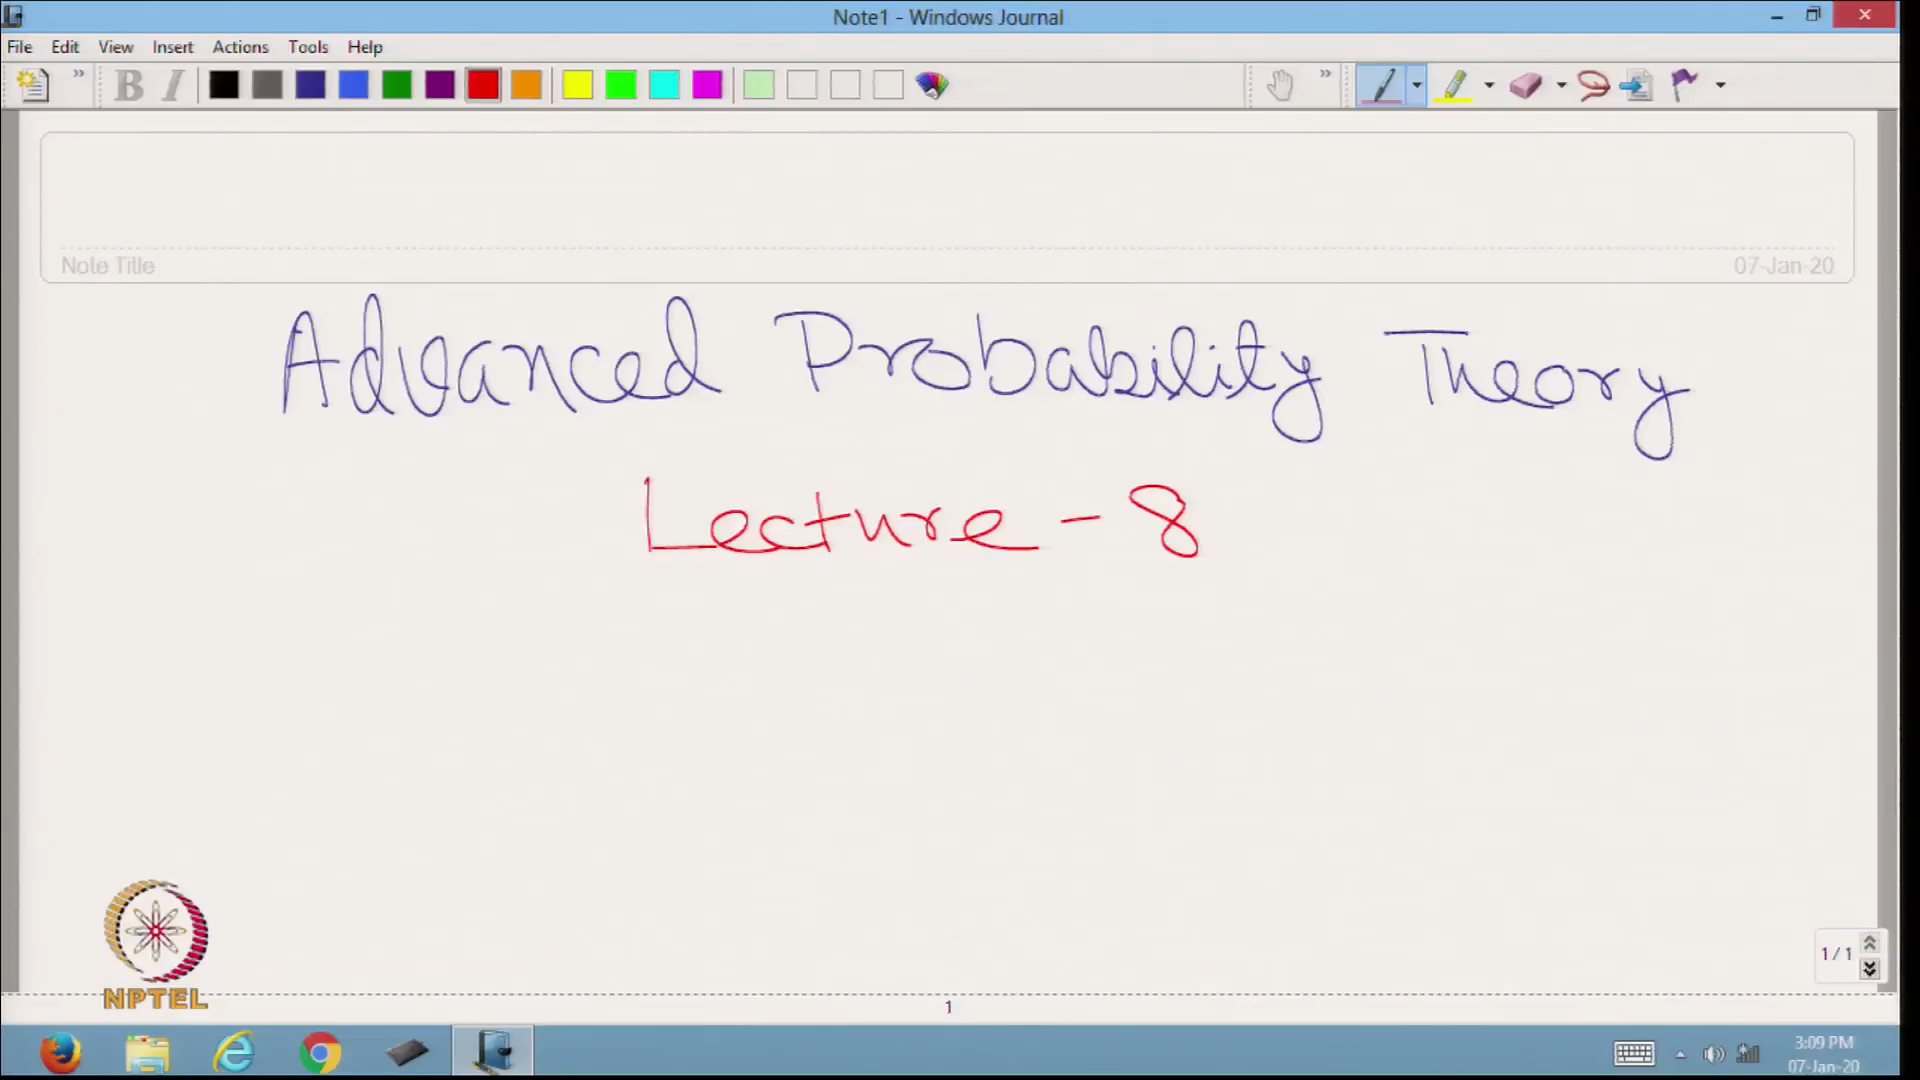 Note1 - Windows Journal
File Edit View Insert Actions Tools Help
B I
Note Title 07-Jan-20
Advanced Probability Theory
Lecture - 8
1 / 1
NPTEL
1
3:09 PM
07-Jan-20